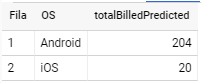 Fila OS totalBilledPredicted
1 Android 204
2 iOS 20